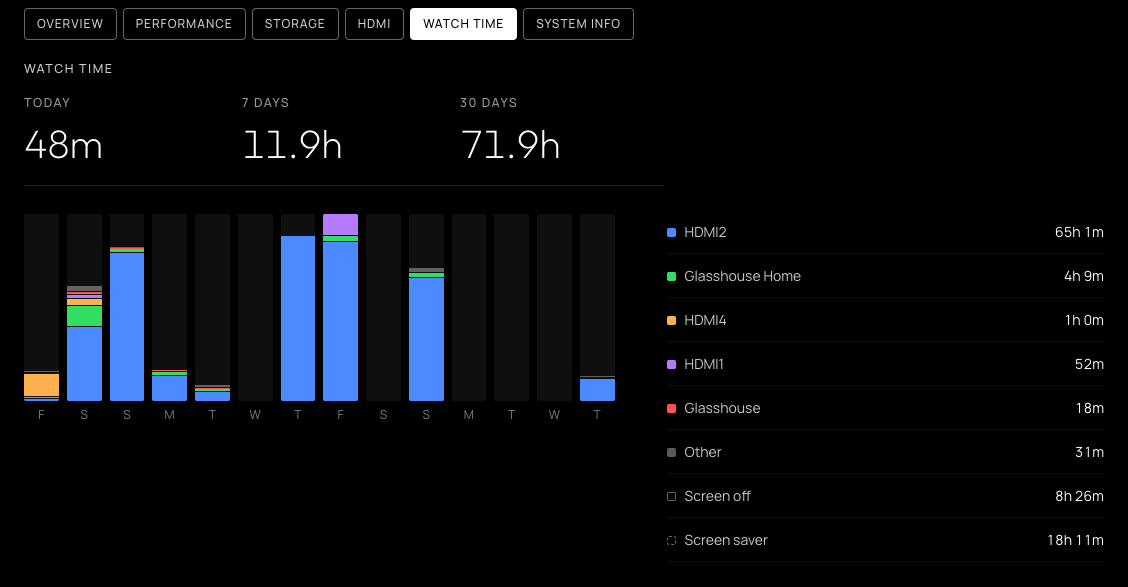 OVERVIEW PERFORMANCE STORAGE HDMI WATCH TIME SYSTEM INFO
WATCH TIME
TODAY 7 DAYS 30 DAYS
48m 11.9h 71.9h
HDMI2 65h 1m
Glasshouse Home 4h 9m
HDMI4 1h 0m
HDMI1 52m
Glasshouse 18m
F S S M T W T F S S M T W T
Other 31m
Screen off 8h 26m
Screen saver 18h 11m